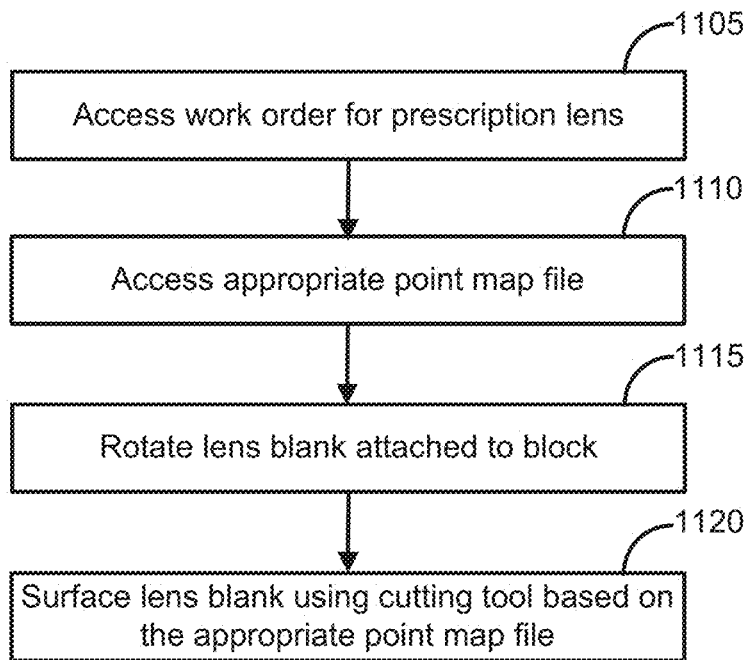 1105
Access work order for prescription lens
1110
Access appropriate point map file
1115
Rotate lens blank attached to block
1120
Surface lens blank using cutting tool based on
the appropriate point map file